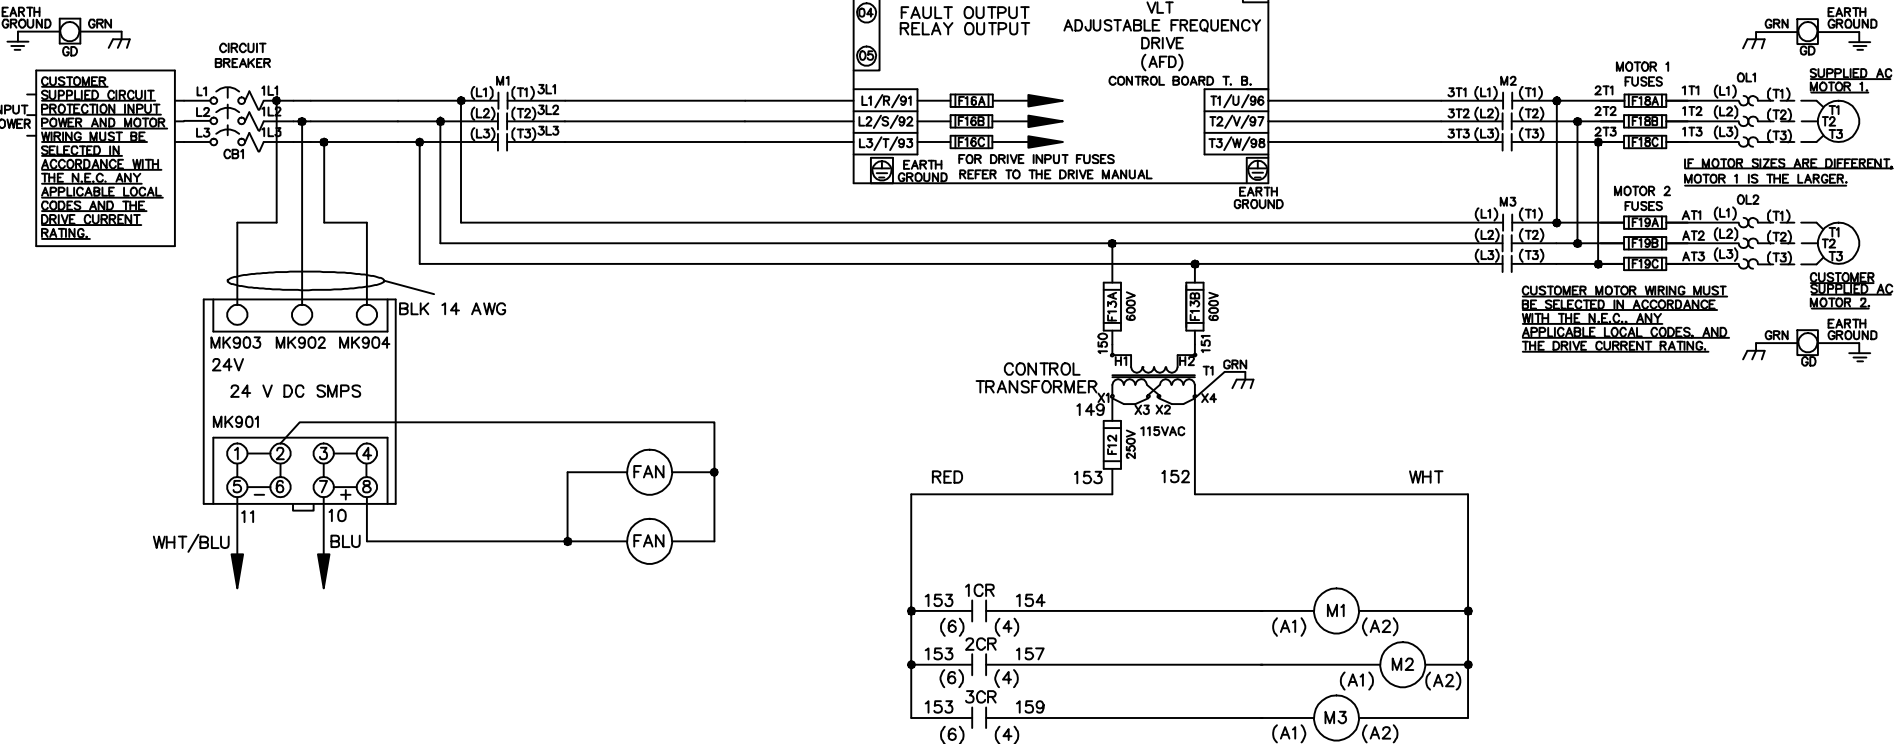 EARTH
GROUND
GRN
GD
CIRCUIT
BREAKER
CUSTOMER
SUPPLIED CIRCUIT
PROTECTION INPUT
POWER AND MOTOR
WIRING MUST BE
SELECTED IN
ACCORDANCE WITH
THE N.E.C. ANY
APPLICABLE LOCAL
CODES AND THE
DRIVE CURRENT
RATING.
L1
L2
L3
1L1
1L2
1L3
CB1
M1
(L1) (T1) 3L1
(L2) (T2) 3L2
(L3) (T3) 3L3
04
05
FAULT OUTPUT
RELAY OUTPUT
VLT
ADJUSTABLE FREQUENCY
DRIVE
(AFD)
CONTROL BOARD T. B.
L1/R/91 F16A T1/U/96
L2/S/92 F16B T2/V/97
L3/T/93 F16C T3/W/98
EARTH
GROUND
FOR DRIVE INPUT FUSES
REFER TO THE DRIVE MANUAL
EARTH
GROUND
M2
3T1 (L1) (T1)
3T2 (L2) (T2)
3T3 (L3) (T3)
MOTOR 1
FUSES
2T1 F18A 1T1 (L1)
2T2 F18B 1T2 (L2)
2T3 F18C 1T3 (L3)
OL1
(T1)
(T2)
(T3)
T1
T2
T3
GRN
GD
EARTH
GROUND
SUPPLIED AC
MOTOR 1.
IF MOTOR SIZES ARE DIFFERENT,
MOTOR 1 IS THE LARGER.
M3
(L1) (T1)
(L2) (T2)
(L3) (T3)
MOTOR 2
FUSES
F19A AT1 (L1)
F19B AT2 (L2)
F19C AT3 (L3)
OL2
(T1)
(T2)
(T3)
T1
T2
T3
CUSTOMER
SUPPLIED AC
MOTOR 2.
CUSTOMER MOTOR WIRING MUST
BE SELECTED IN ACCORDANCE
WITH THE N.E.C., ANY
APPLICABLE LOCAL CODES, AND
THE DRIVE CURRENT RATING.
GRN
GD
EARTH
GROUND
BLK 14 AWG
MK903 MK902 MK904
24V
24 V DC SMPS
MK901
1 2 3 4
5 - 6 7 + 8
11
10
WHT/BLU
BLU
FAN
FAN
F13A
600V
F13B
600V
150
151
H1
H2
CONTROL
TRANSFORMER
T1
GRN
X1
X3 X2
X4
149
F12
250V
115VAC
153
152
RED
WHT
153 1CR 154
(6) (4)
M1
(A1) (A2)
153 2CR 157
(6) (4)
M2
(A1) (A2)
153 3CR 159
(6) (4)
M3
(A1) (A2)